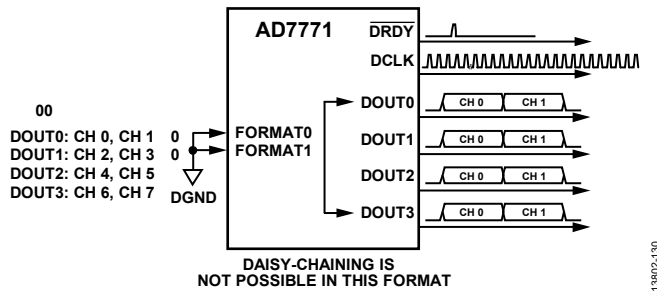 AD7771
DRDY
DCLK
00
DOUT0: CH 0, CH 1 0
DOUT1: CH 2, CH 3 0
DOUT2: CH 4, CH 5
DOUT3: CH 6, CH 7
DGND
FORMAT0
FORMAT1
DOUT0
CH 0 CH 1
DOUT1
CH 0 CH 1
DOUT2
CH 0 CH 1
DOUT3
CH 0 CH 1
DAISY-CHAINING IS
NOT POSSIBLE IN THIS FORMAT
13802-130